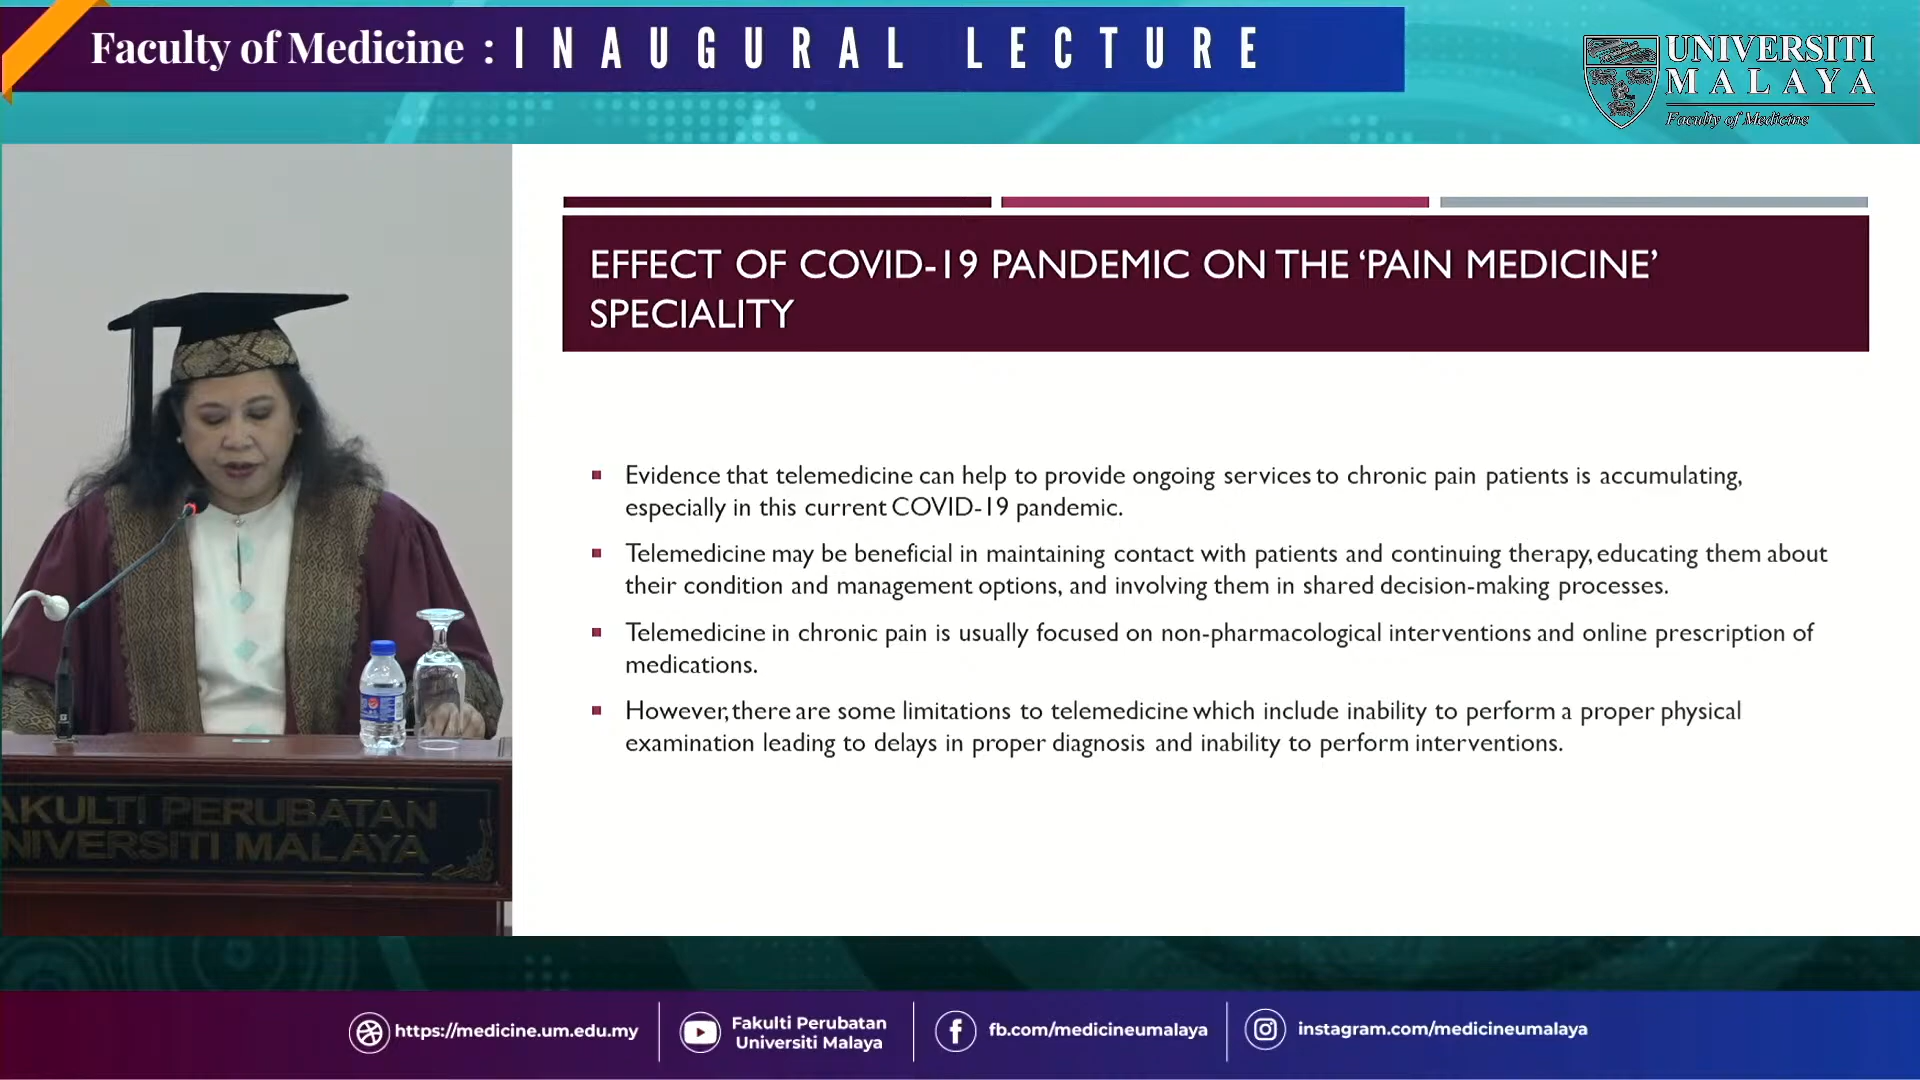 Faculty of Medicine : INAUGURAL LECTURE
UNIVERSITI
MALAYA
Faculty of Medicine
EFFECT OF COVID-19 PANDEMIC ON THE ‘PAIN MEDICINE’
SPECIALITY
Evidence that telemedicine can help to provide ongoing services to chronic pain patients is accumulating,
especially in this current COVID-19 pandemic.
Telemedicine may be beneficial in maintaining contact with patients and continuing therapy, educating them about
their condition and management options, and involving them in shared decision-making processes.
Telemedicine in chronic pain is usually focused on non-pharmacological interventions and online prescription of
medications.
However, there are some limitations to telemedicine which include inability to perform a proper physical
examination leading to delays in proper diagnosis and inability to perform interventions.
AKULTI PERUBATAN
NIVERSITI MALAYA
https://medicine.um.edu.my
Fakulti Perubatan
Universiti Malaya
fb.com/medicineumalaya
instagram.com/medicineumalaya